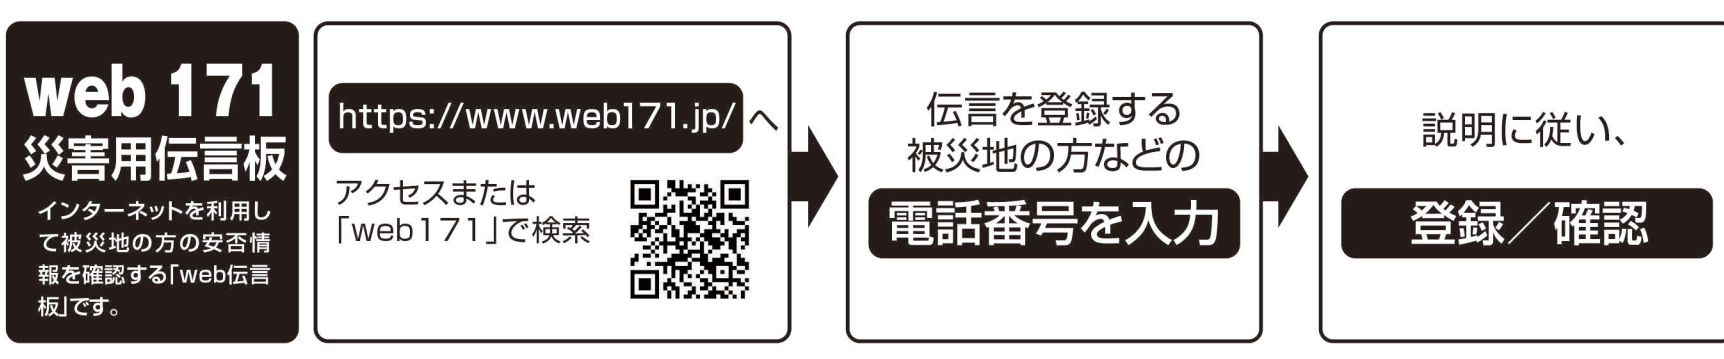 web 171
災害用伝言板
インターネットを利用し
て被災地の方の安否情
報を確認する「web伝言
板」です。
https://www.web171.jp/へ
アクセスまたは
「web171」で検索
伝言を登録する
被災地の方などの
電話番号を入力
説明に従い、
登録／確認